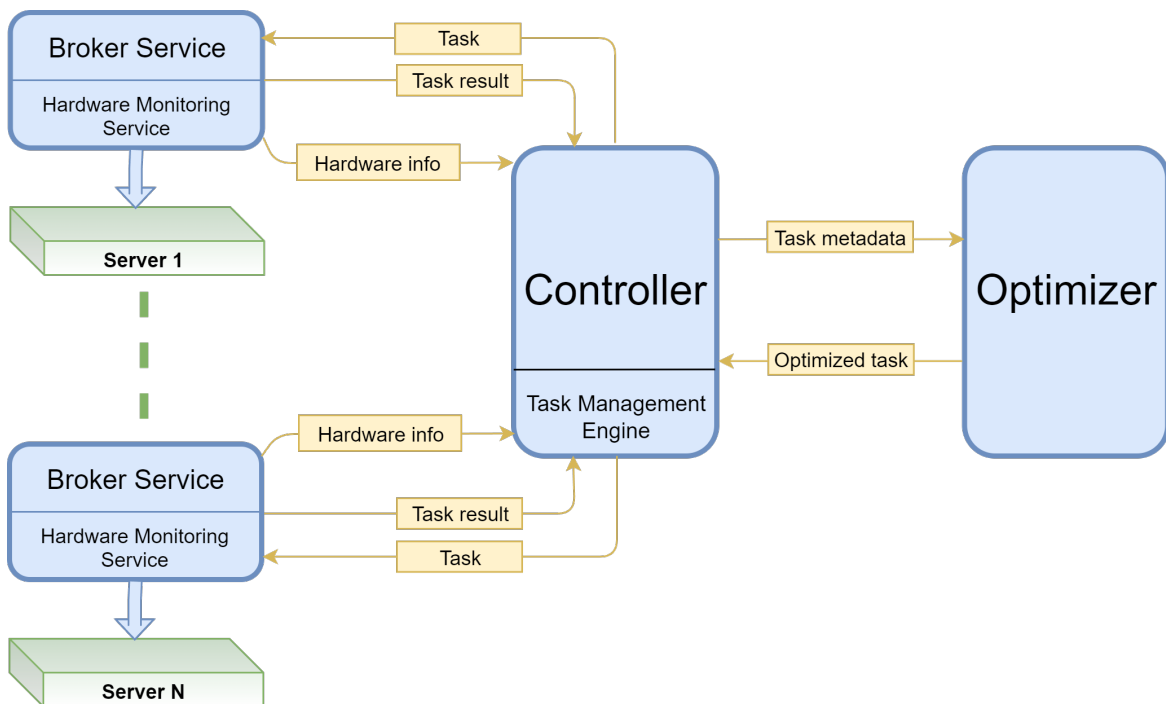 Broker Service
Hardware Monitoring
Service
Server 1
Task
Task result
Hardware info
Controller
Task Management
Engine
Task metadata
Optimized task
Optimizer
Hardware info
Task result
Task
Broker Service
Hardware Monitoring
Service
Server N